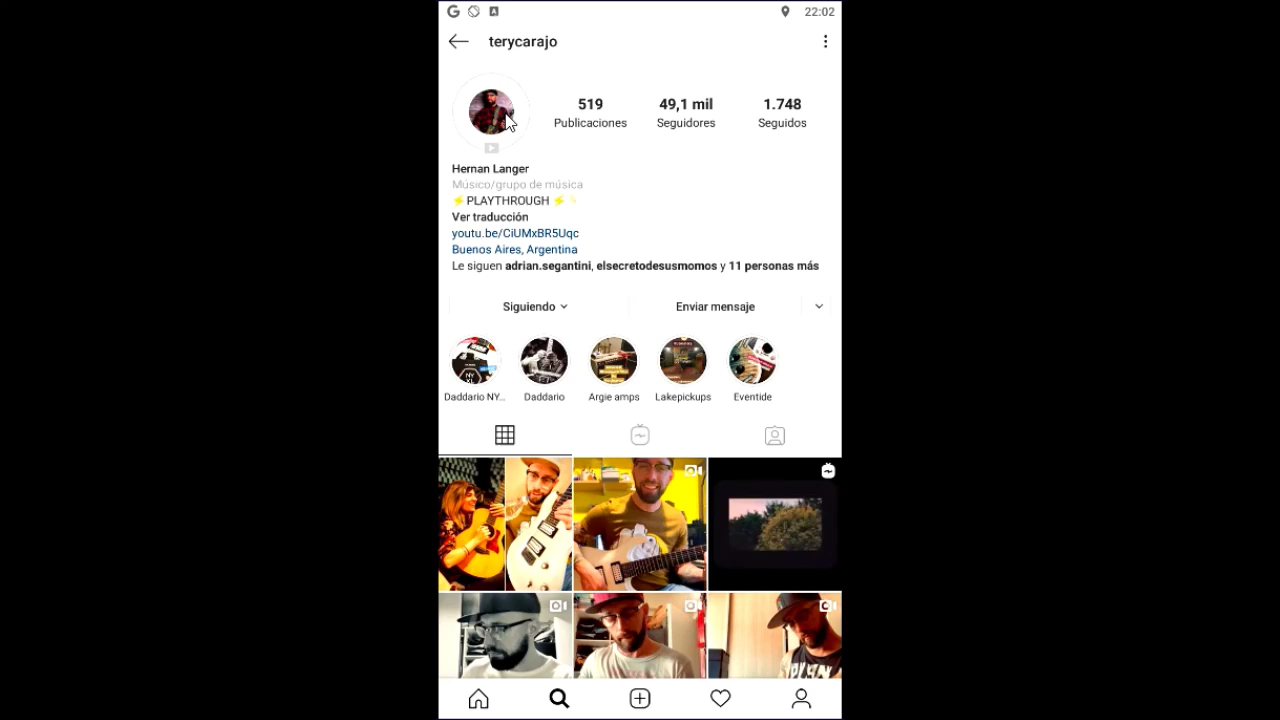 22:02
terycarajo
519
49,1 mil
1.748
Publicaciones
Seguidores
Seguidos
Hernan Langer
Músico/grupo de música
⚡PLAYTHROUGH ⚡
Ver traducción
youtu.be/CiUMxBR5Uqc
Buenos Aires, Argentina
Le siguen adrian.segantini, elsecretodesusmomos y 11 personas más
Siguiendo
Enviar mensaje
Daddario NY...
Daddario
Argie amps
Lakepickups
Eventide